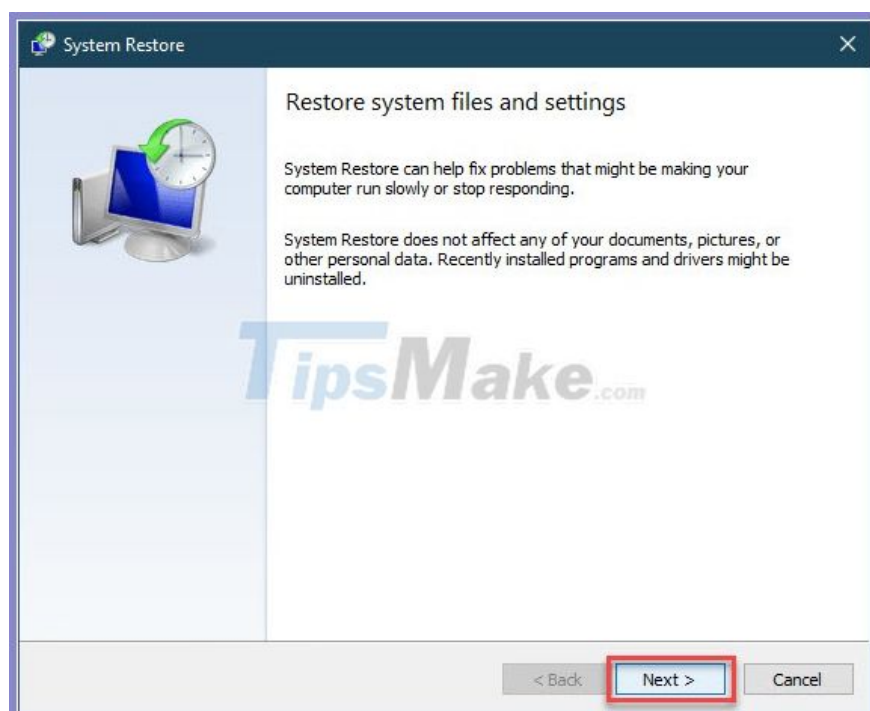 System Restore
Restore system files and settings
System Restore can help fix problems that might be making your
computer run slowly or stop responding.
System Restore does not affect any of your documents, pictures, or
other personal data. Recently installed programs and drivers might be
uninstalled.
TipsMake.com
< Back
Next >
Cancel